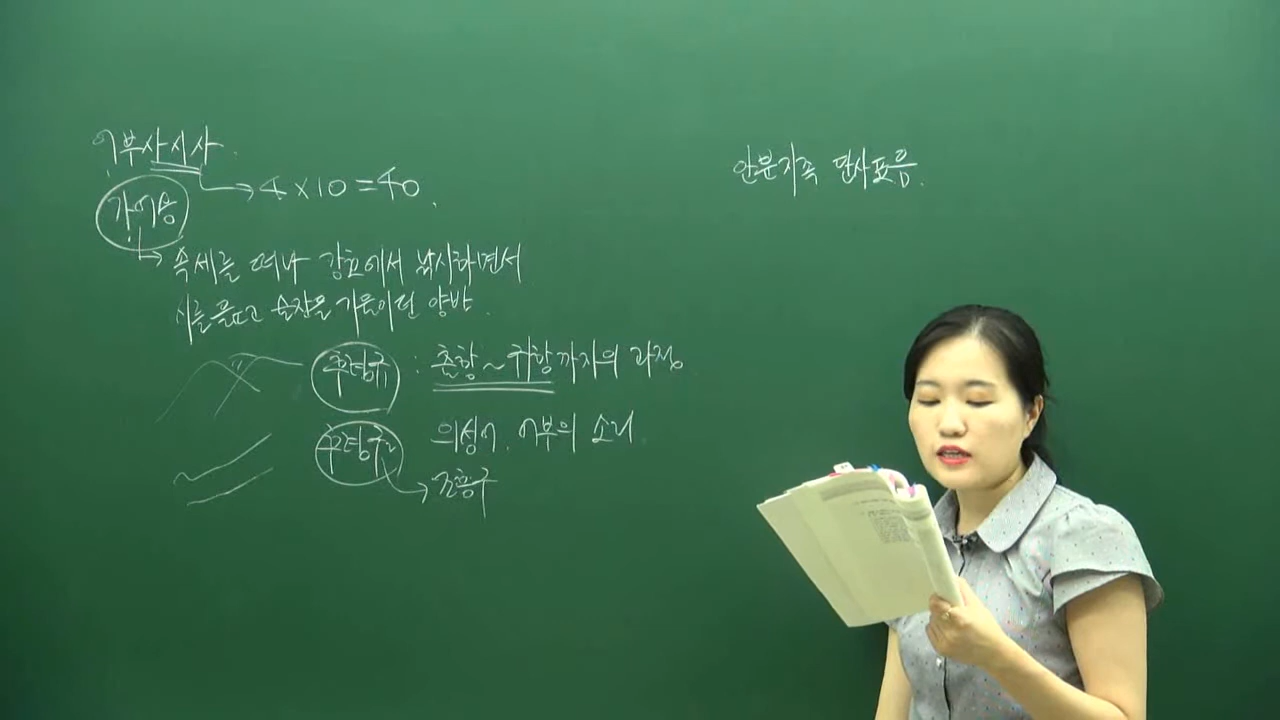 어부사시사.
4 × 10 = 40.
가어옹
속세를 떠나 강호에서 낚시하면서
시를 읊고 술잔을 기울이던 양반.
후렴구1 : 출항 ~ 귀항까지의 과정
후렴구2 의성어, 어부의 소리
조흥구
안분지족 단사표음.